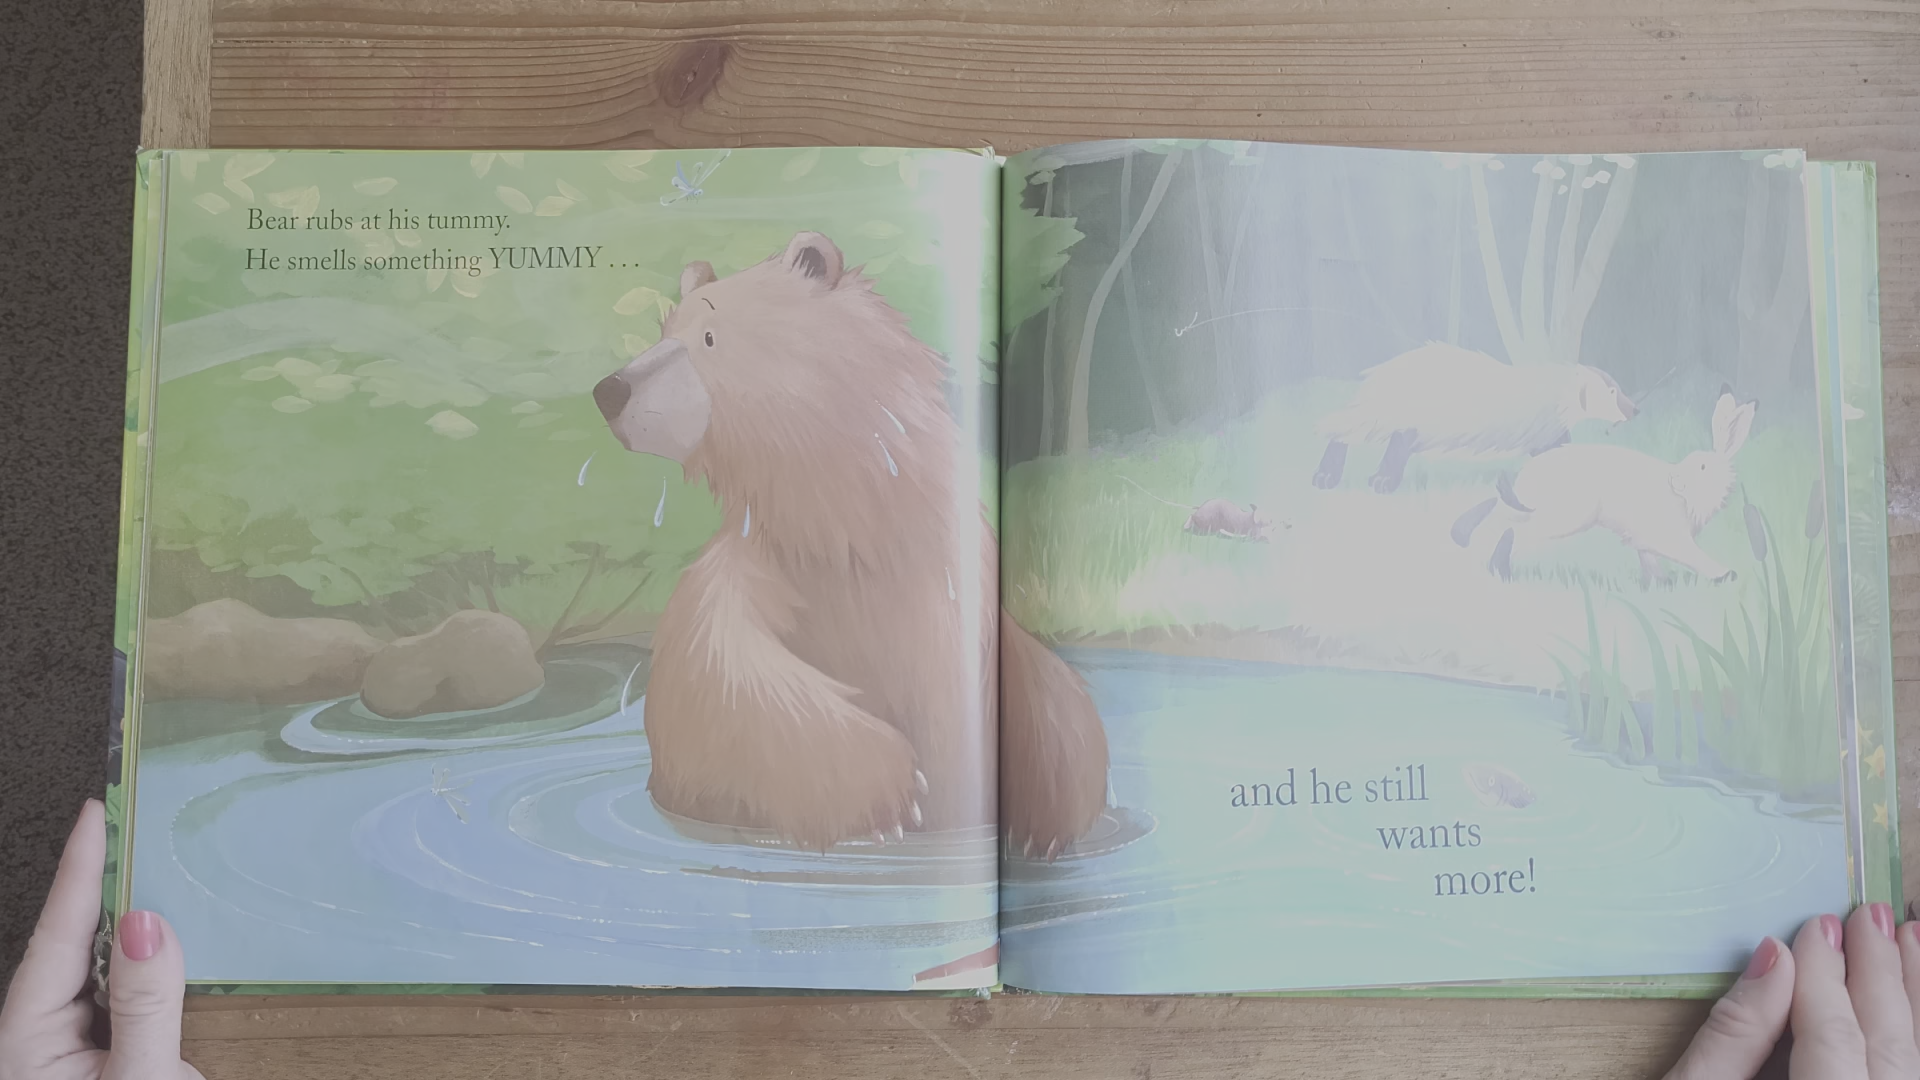 Bear rubs at his tummy.
He smells something YUMMY . . .
and he still
wants
more!